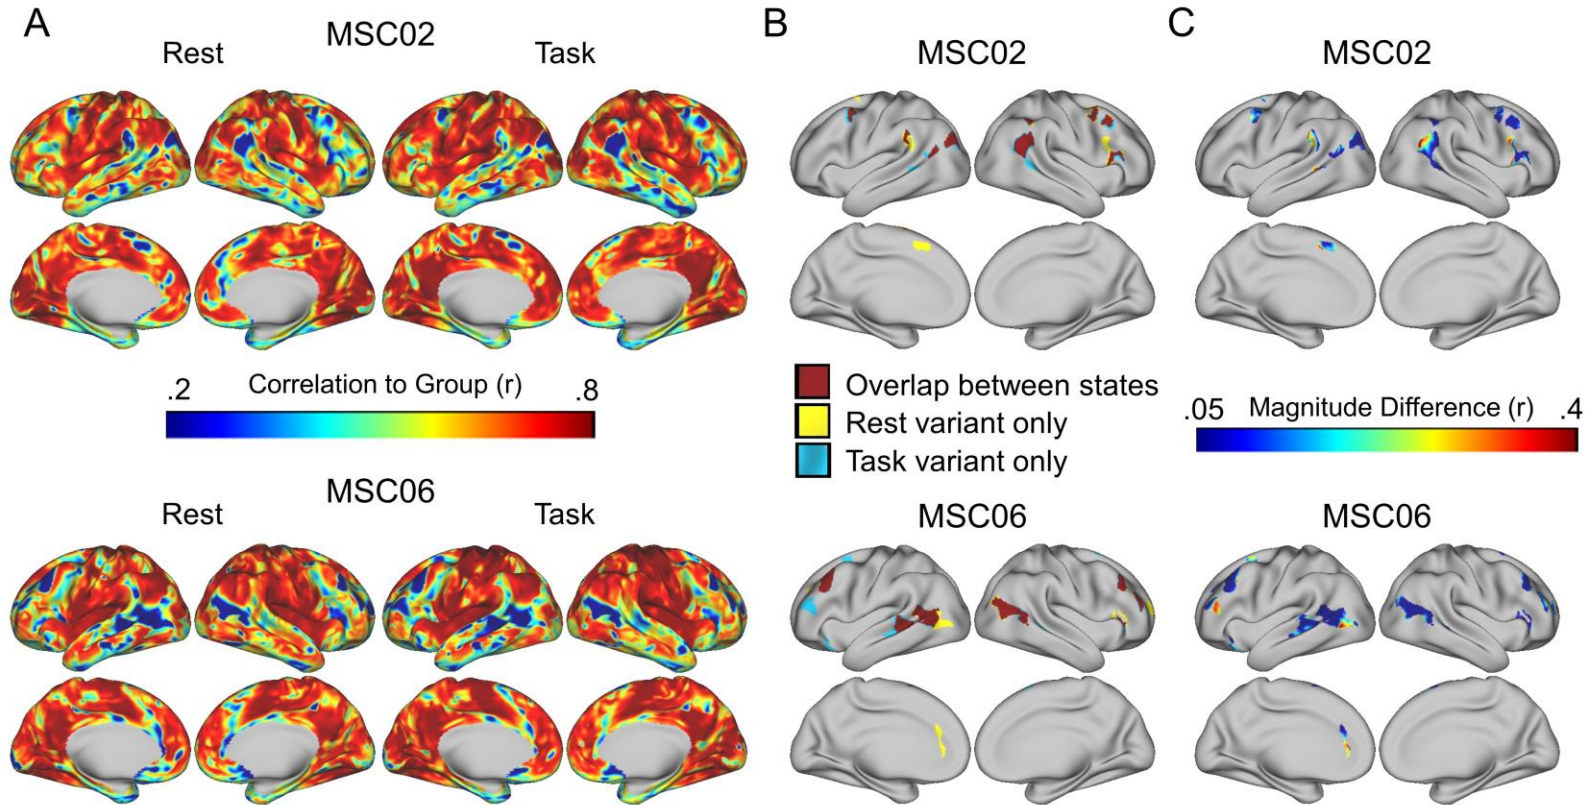 A
MSC02
Rest
Task
.2 Correlation to Group (r) .8
MSC06
Rest
Task
B
MSC02
Overlap between states
Rest variant only
Task variant only
MSC06
C
MSC02
.05 Magnitude Difference (r) .4
MSC06